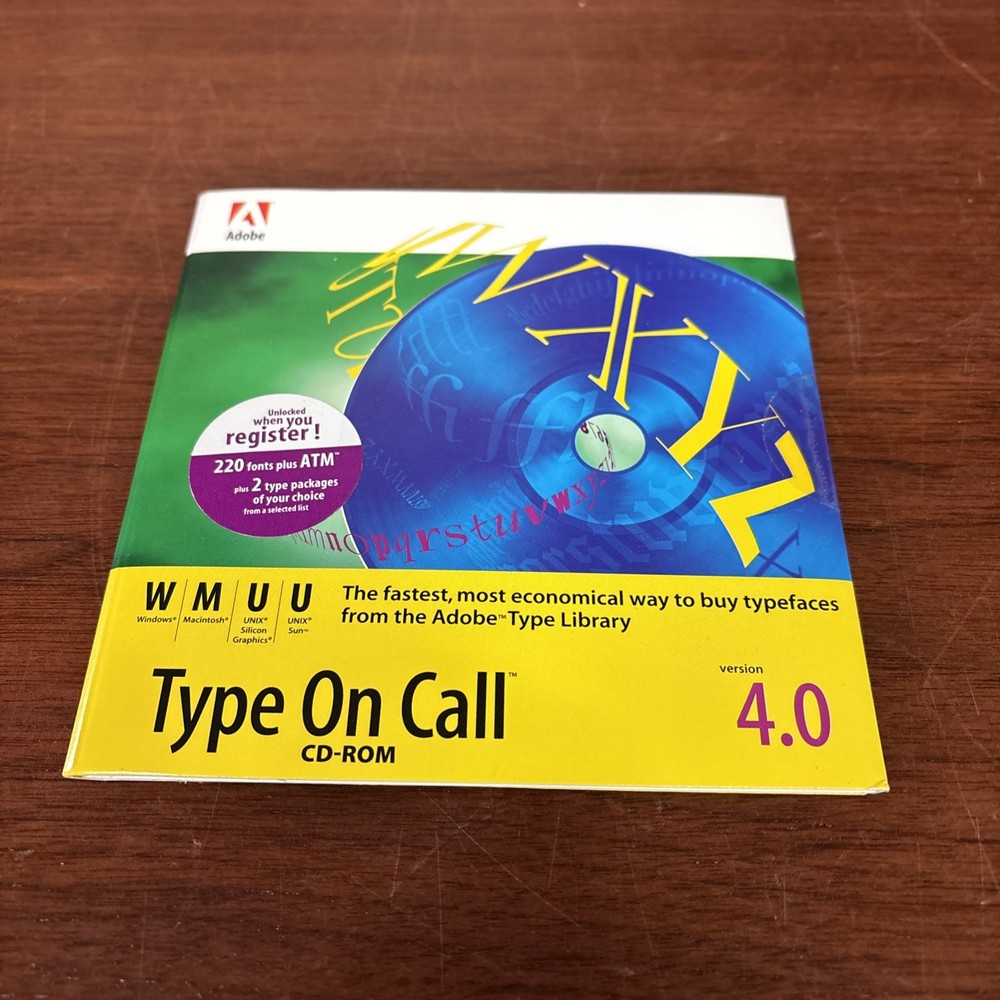 Adobe
WXYZ
Unlocked
when you
register!
220 fonts plus ATM™
plus 2 type packages
of your choice
from a selected list
mnopqrstuvwxy
W M U U
Windows® Macintosh® UNIX® Silicon Graphics® UNIX® Sun™
The fastest, most economical way to buy typefaces
from the Adobe™ Type Library
Type On Call™
CD-ROM
version
4.0